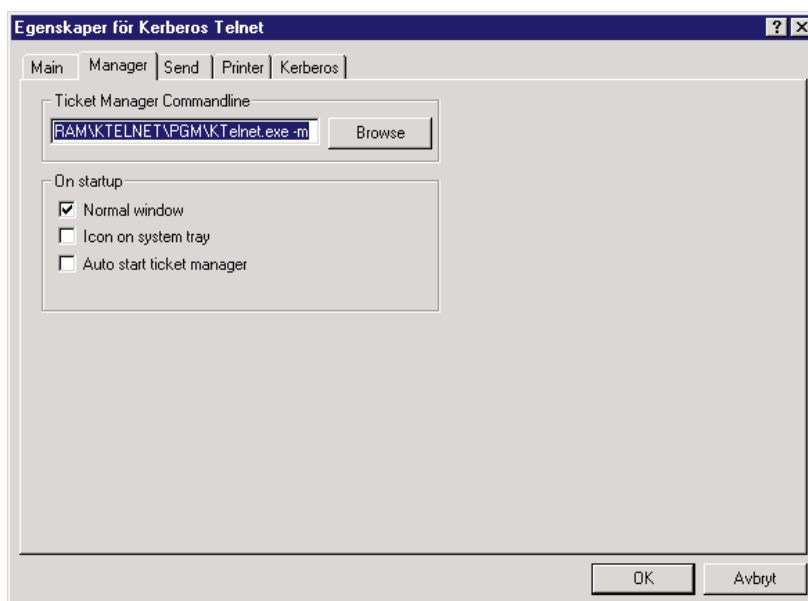 Egenskaper för Kerberos Telnet
Main Manager Send Printer Kerberos
Ticket Manager Commandline
RAM\KTELNET\PGM\KTelnet.exe -m Browse
On startup
Normal window
Icon on system tray
Auto start ticket manager
OK Avbryt